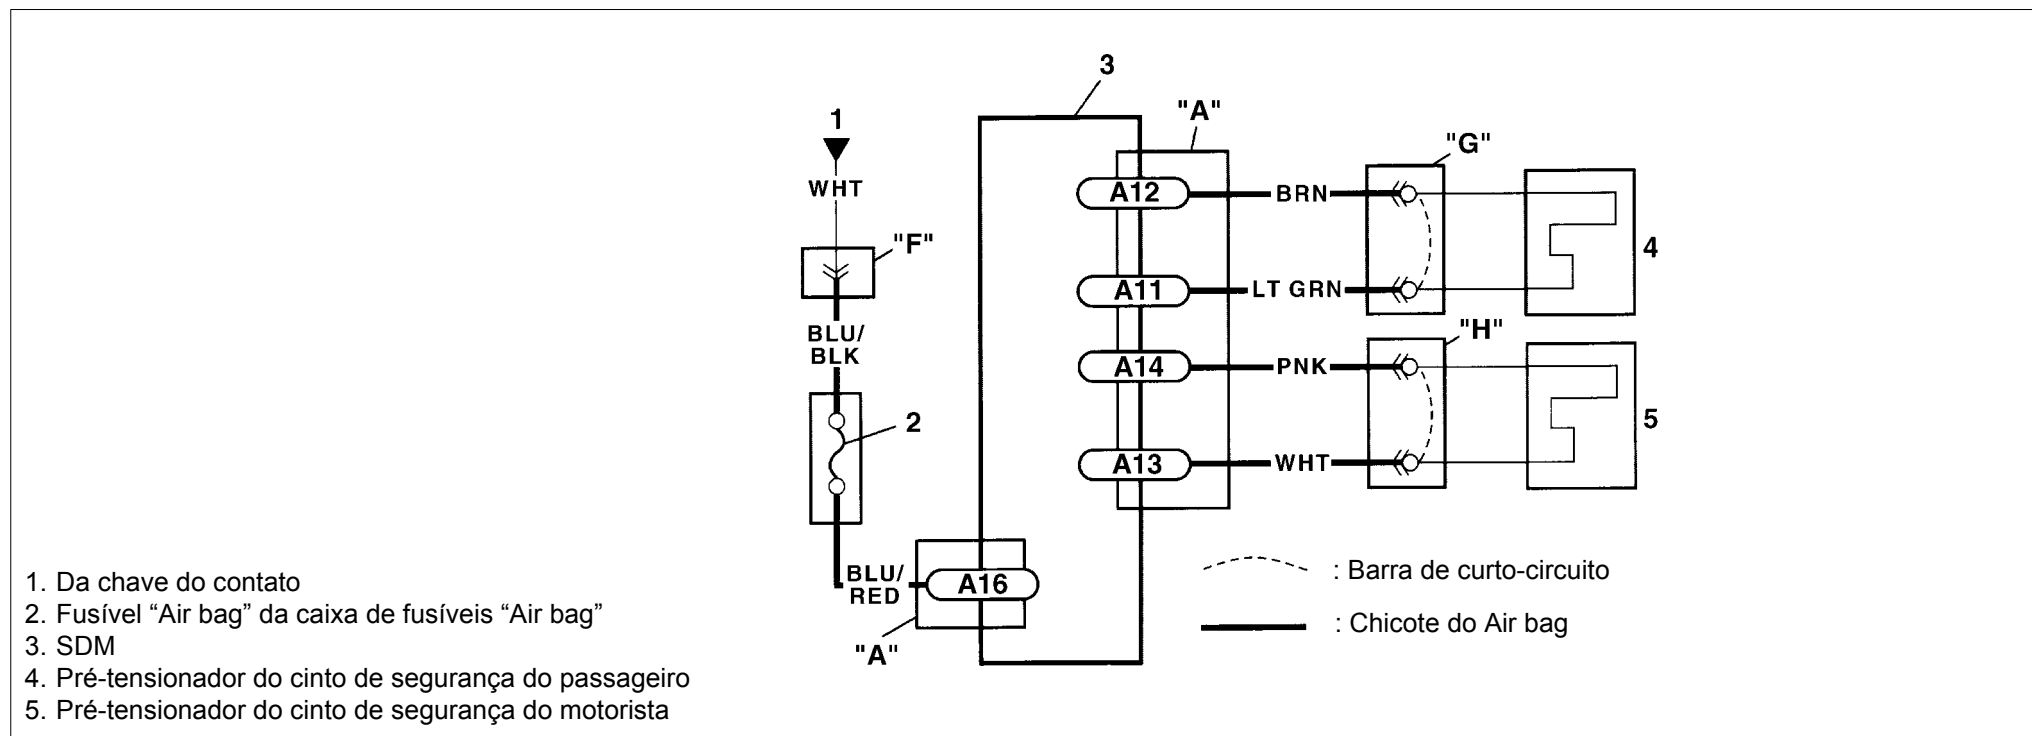 3
"A"
1
"G"
WHT
A12
BRN
"F"
4
A11
LT GRN
"H"
BLU/
BLK
A14
PNK
2
5
A13
WHT
BLU/
RED
A16
"A"
: Barra de curto-circuito
: Chicote do Air bag
1. Da chave do contato
2. Fusível “Air bag” da caixa de fusíveis “Air bag”
3. SDM
4. Pré-tensionador do cinto de segurança do passageiro
5. Pré-tensionador do cinto de segurança do motorista